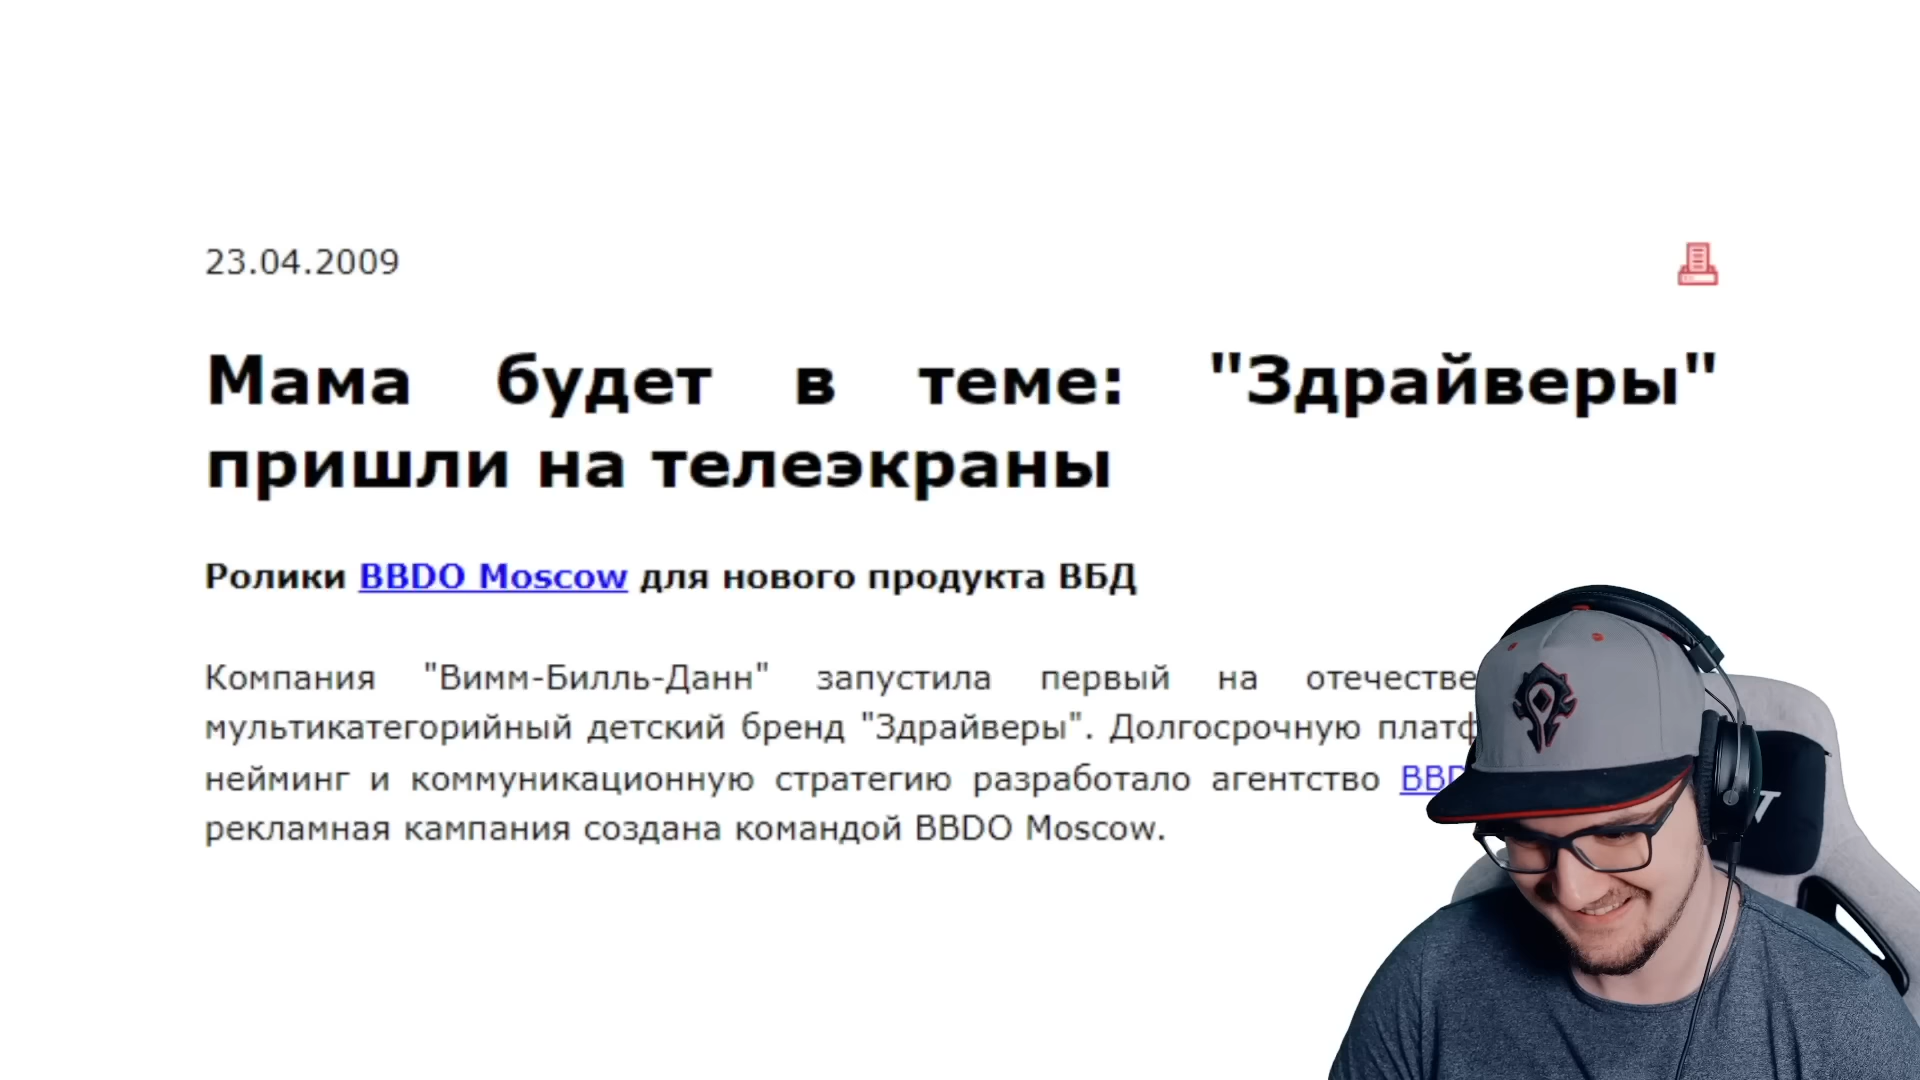 23.04.2009
Мама будет в теме: "Здрайверы"
пришли на телеэкраны
Ролики BBDO Moscow для нового продукта ВБД
Компания "Вимм-Билль-Данн" запустила первый на
мультикатегорийный детский бренд "Здрайверы". Долгосрочную
нейминг и коммуникационную стратегию разработало агентство
рекламная кампания создана командой BBDO Moscow.